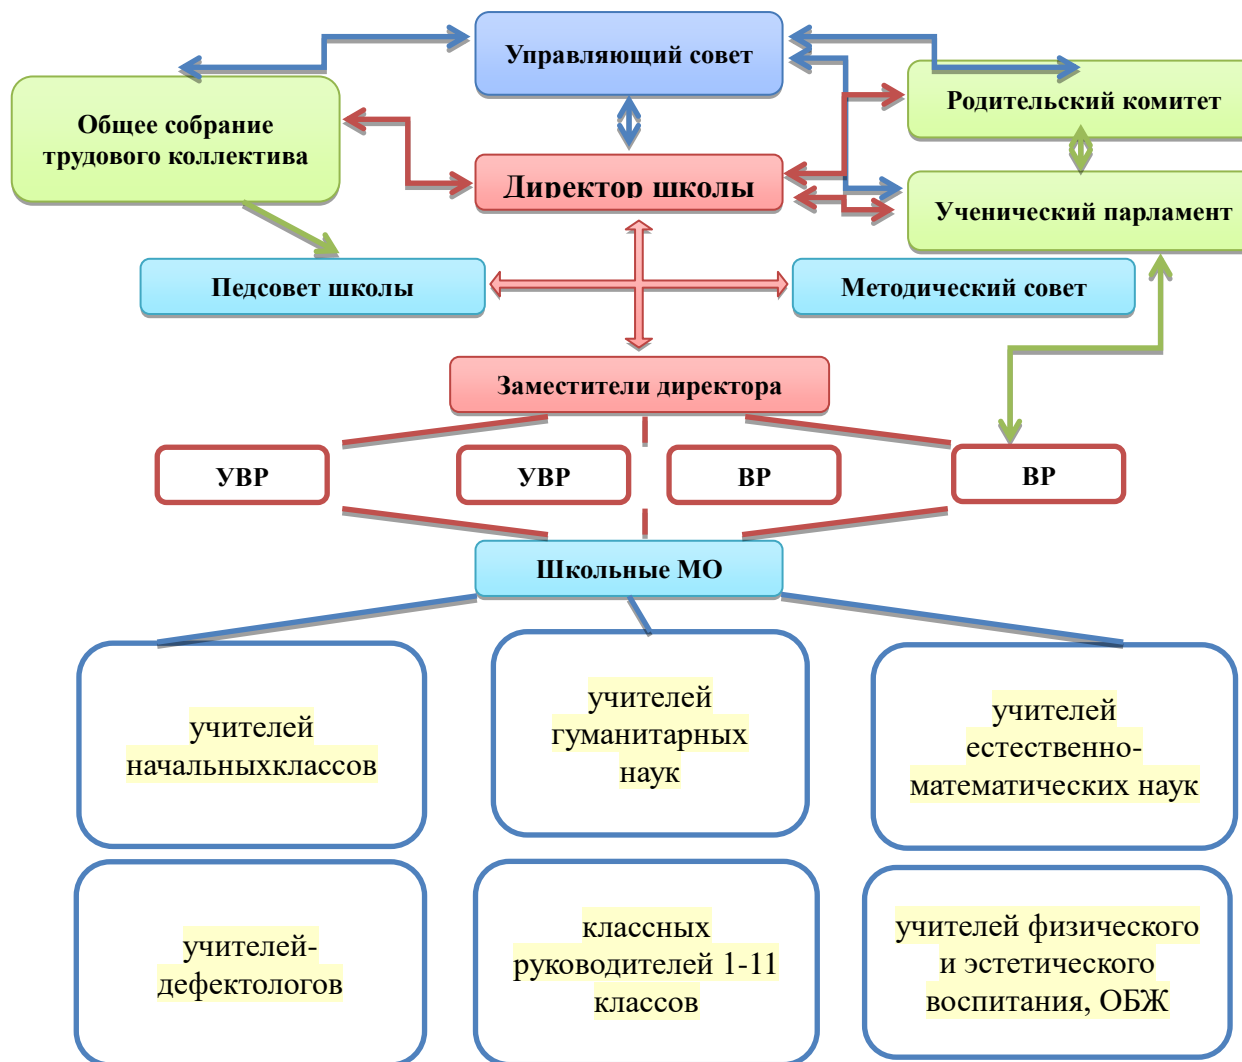 Управляющий совет
Родительский комитет
Общее собрание
трудового коллектива
Директор школы
Ученический парламент
Педсовет школы
Методический совет
Заместители директора
УВР
УВР
ВР
ВР
Школьные МО
учителей
начальныхклассов
учителей
гуманитарных
наук
учителей
естественно-
математических наук
учителей-
дефектологов
классных
руководителей 1-11
классов
учителей физического
и эстетического
воспитания, ОБЖ